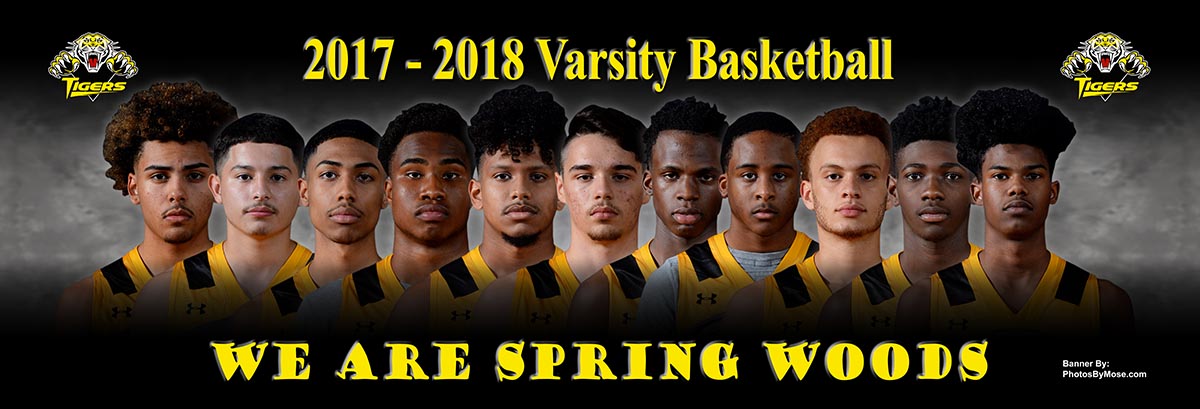 2017 - 2018 Varsity Basketball
TIGERS
TIGERS
WE ARE SPRING WOODS
Banner By:
PhotosByMose.com